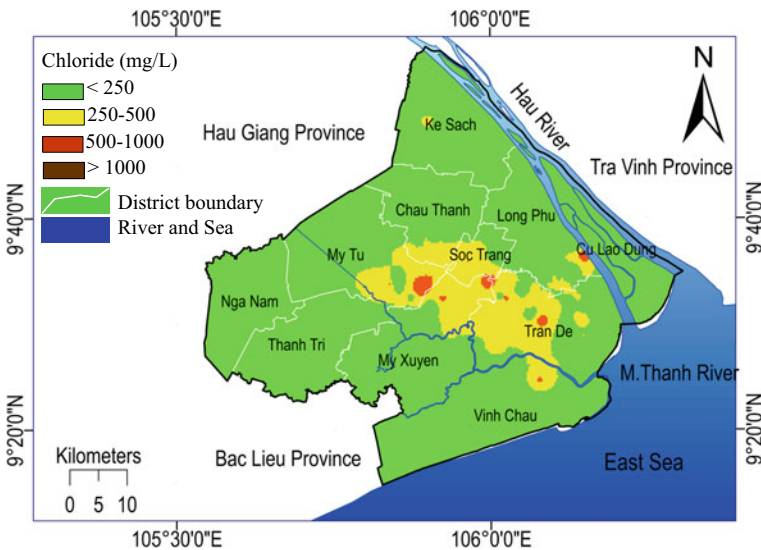 105°30'0"E
106°0'0"E
Chloride (mg/L)
< 250
250-500
500-1000
> 1000
District boundary
River and Sea
N
Hau River
Hau Giang Province
Tra Vinh Province
Ke Sach
Chau Thanh
Long Phu
My Tu
Soc Trang
Cu Lao Dung
Nga Nam
Thanh Tri
Tran De
My Xuyen
M.Thanh River
Vinh Chau
Bac Lieu Province
East Sea
Kilometers
0 5 10
9°40'0"N
9°40'0"N
9°20'0"N
9°20'0"N
105°30'0"E
106°0'0"E